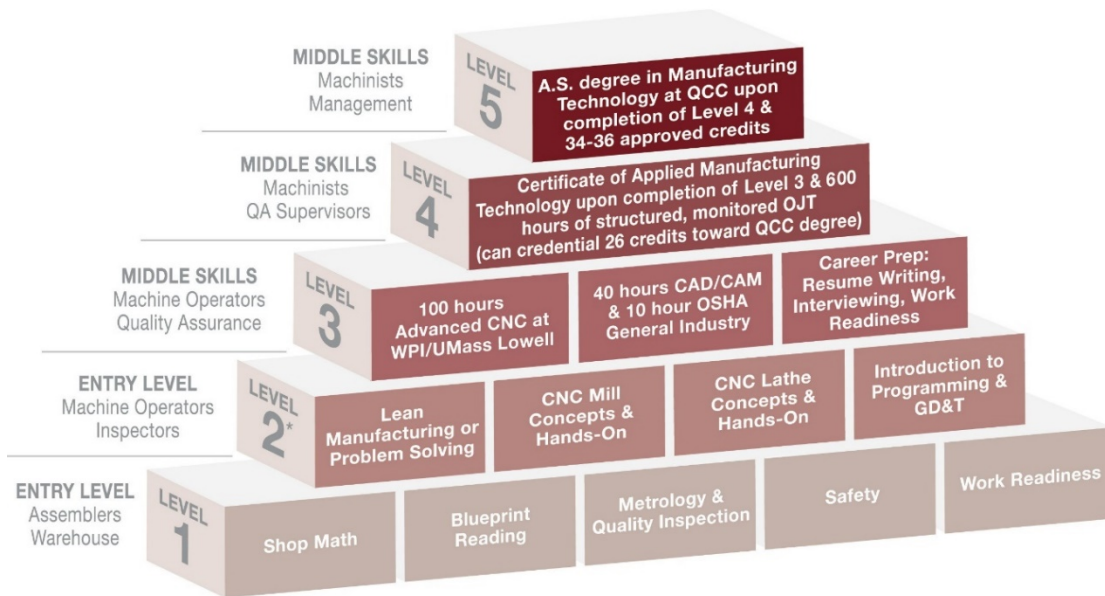 MIDDLE SKILLS
Machinists
Management
LEVEL
5
A.S. degree in Manufacturing
Technology at QCC upon
completion of Level 4 &
34-36 approved credits
MIDDLE SKILLS
Machinists
QA Supervisors
LEVEL
4
Certificate of Applied Manufacturing
Technology upon completion of Level 3 & 600
hours of structured, monitored OJT
(can credential 26 credits toward QCC degree)
MIDDLE SKILLS
Machine Operators
Quality Assurance
LEVEL
3
100 hours
Advanced CNC at
WPI/UMass Lowell
40 hours CAD/CAM
& 10 hour OSHA
General Industry
Career Prep:
Resume Writing,
Interviewing, Work
Readiness
ENTRY LEVEL
Machine Operators
Inspectors
LEVEL
2*
Lean
Manufacturing or
Problem Solving
CNC Mill
Concepts &
Hands-On
CNC Lathe
Concepts &
Hands-On
Introduction to
Programming &
GD&T
ENTRY LEVEL
Assemblers
Warehouse
LEVEL
1
Shop Math
Blueprint
Reading
Metrology &
Quality Inspection
Safety
Work Readiness